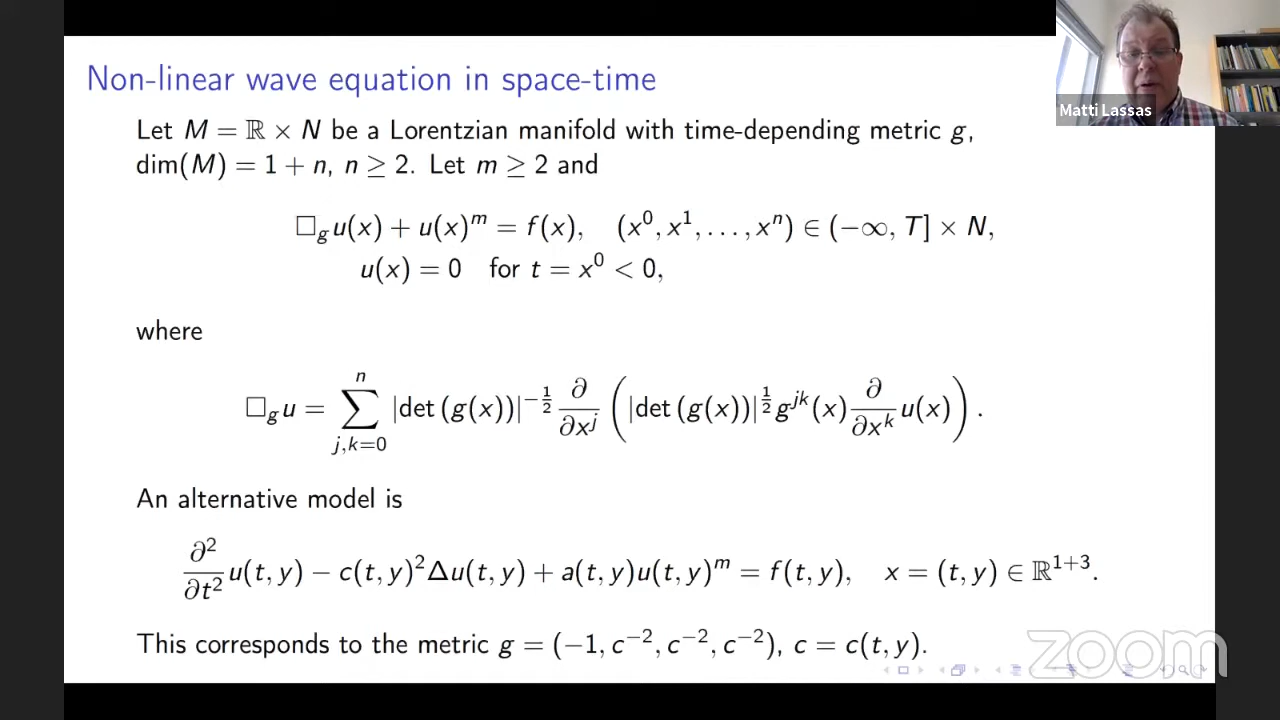 Non-linear wave equation in space-time
Matti Lassas
Let M = ℝ × N be a Lorentzian manifold with time-depending metric g,
dim(M) = 1 + n, n ≥ 2. Let m ≥ 2 and
□_g u(x) + u(x)^m = f(x), (x^0, x^1, . . . , x^n) ∈ (−∞, T] × N,
u(x) = 0 for t = x^0 < 0,
where
□_g u = ∑_{j,k=0}^{n} |det (g(x))|^{−1/2} ∂/∂x^j ( |det (g(x))|^{1/2} g^{jk}(x) ∂/∂x^k u(x) ) .
An alternative model is
∂²/∂t² u(t, y) − c(t, y)²Δu(t, y) + a(t, y)u(t, y)^m = f(t, y), x = (t, y) ∈ ℝ^{1+3}.
This corresponds to the metric g = (−1, c^{−2}, c^{−2}, c^{−2}), c = c(t, y).
zoom